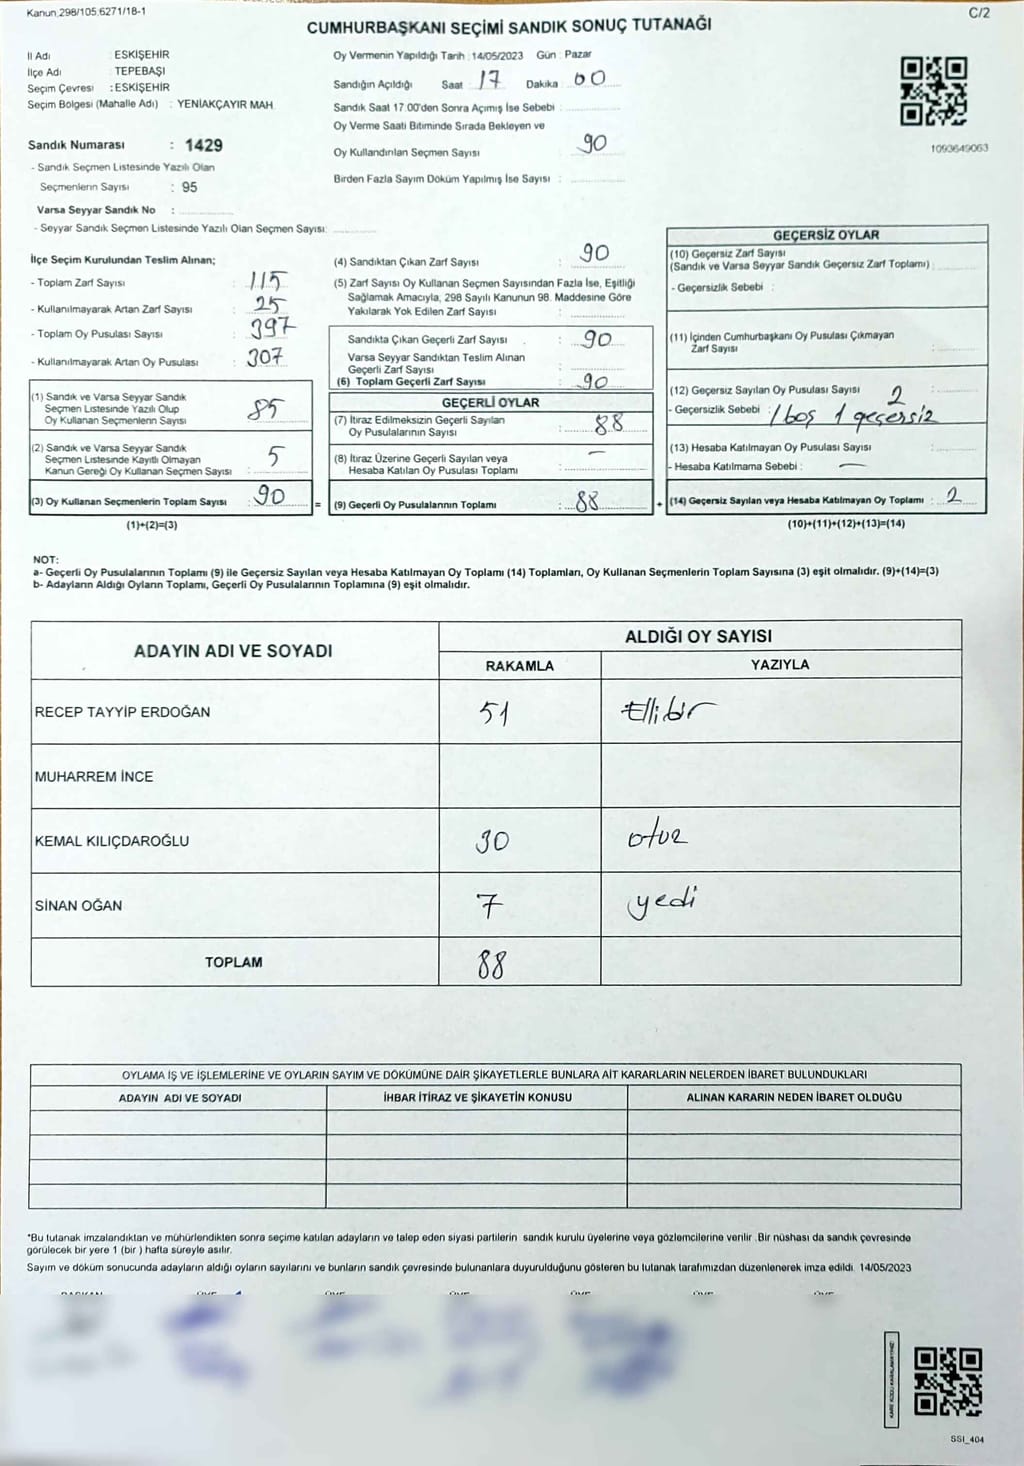 Kanun 298/105,6271/18-1
C/2
CUMHURBAŞKANI SEÇİMİ SANDIK SONUÇ TUTANAĞI
İl Adı : ESKİŞEHİR
İlçe Adı : TEPEBAŞI
Seçim Çevresi : ESKİŞEHİR
Seçim Bölgesi (Mahalle Adı) : YENİAKÇAYIR MAH.
Sandık Numarası : 1429
- Sandık Seçmen Listesinde Yazılı Olan
Seçmenlerin Sayısı : 95
Varsa Seyyar Sandık No :
- Seyyar Sandık Seçmen Listesinde Yazılı Olan Seçmen Sayısı:
Oy Vermenin Yapıldığı Tarih : 14/05/2023 Gün : Pazar
Sandığın Açıldığı Saat : 17 Dakika : 00
Sandık Saat 17.00'den Sonra Açımış İse Sebebi :
Oy Verme Saati Bitiminde Sırada Bekleyen ve
Oy Kullandırılan Seçmen Sayısı : 90
Birden Fazla Sayım Döküm Yapılmış İse Sayısı :
1093649063
İlçe Seçim Kurulundan Teslim Alınan;
- Toplam Zarf Sayısı : 115
- Kullanılmayarak Artan Zarf Sayısı : 25
- Toplam Oy Pusulası Sayısı : 397
- Kullanılmayarak Artan Oy Pusulası : 307
(1) Sandık ve Varsa Seyyar Sandık
Seçmen Listesinde Yazılı Olup
Oy Kullanan Seçmenlerin Sayısı : 85
(2) Sandık ve Varsa Seyyar Sandık
Seçmen Listesinde Kayıtlı Olmayan
Kanun Gereği Oy Kullanan Seçmen Sayısı : 5
(3) Oy Kullanan Seçmenlerin Toplam Sayısı : 90 =
(1)+(2)=(3)
(4) Sandıktan Çıkan Zarf Sayısı : 90
(5) Zarf Sayısı Oy Kullanan Seçmen Sayısından Fazla İse, Eşitliği
Sağlamak Amacıyla, 298 Sayılı Kanunun 98. Maddesine Göre
Yakılarak Yok Edilen Zarf Sayısı :
Sandıkta Çıkan Geçerli Zarf Sayısı : 90
Varsa Seyyar Sandıktan Teslim Alınan
Geçerli Zarf Sayısı :
(6) Toplam Geçerli Zarf Sayısı : 90
GEÇERLİ OYLAR
(7) İtiraz Edilmeksizin Geçerli Sayılan
Oy Pusulalarının Sayısı : 88
(8) İtiraz Üzerine Geçerli Sayılan veya
Hesaba Katılan Oy Pusulası Toplamı : —
(9) Geçerli Oy Pusulalarının Toplamı : 88 +
GEÇERSİZ OYLAR
(10) Geçersiz Zarf Sayısı
(Sandık ve Varsa Seyyar Sandık Geçersiz Zarf Toplamı) :
- Geçersizlik Sebebi :
(11) İçinden Cumhurbaşkanı Oy Pusulası Çıkmayan
Zarf Sayısı :
(12) Geçersiz Sayılan Oy Pusulası Sayısı : 2
- Geçersizlik Sebebi : 1 boş 1 geçersiz
(13) Hesaba Katılmayan Oy Pusulası Sayısı :
- Hesaba Katılmama Sebebi : —
(14) Geçersiz Sayılan veya Hesaba Katılmayan Oy Toplamı : 2
(10)+(11)+(12)+(13)=(14)
NOT:
a- Geçerli Oy Pusulalarının Toplamı (9) ile Geçersiz Sayılan veya Hesaba Katılmayan Oy Toplamı (14) Toplamları, Oy Kullanan Seçmenlerin Toplam Sayısına (3) eşit olmalıdır. (9)+(14)=(3)
b- Adayların Aldığı Oyların Toplamı, Geçerli Oy Pusulalarının Toplamına (9) eşit olmalıdır.
ADAYIN ADI VE SOYADI ALDIĞI OY SAYISI
RAKAMLA YAZIYLA
RECEP TAYYİP ERDOĞAN 51 Ellibir
MUHARREM İNCE
KEMAL KILIÇDAROĞLU 30 otuz
SİNAN OĞAN 7 yedi
TOPLAM 88
OYLAMA İŞ VE İŞLEMLERİNE VE OYLARIN SAYIM VE DÖKÜMÜNE DAİR ŞİKAYETLERLE BUNLARA AİT KARARLARIN NELERDEN İBARET BULUNDUKLARI
ADAYIN ADI VE SOYADI İHBAR İTİRAZ VE ŞİKAYETİN KONUSU ALINAN KARARIN NEDEN İBARET OLDUĞU
*Bu tutanak imzalandıktan ve mühürlendikten sonra seçime katılan adayların ve talep eden siyasi partilerin sandık kurulu üyelerine veya gözlemcilerine verilir .Bir nüshası da sandık çevresinde
görülecek bir yere 1 (bir ) hafta süreyle asılır.
Sayım ve döküm sonucunda adayların aldığı oyların sayılarını ve bunların sandık çevresinde bulunanlara duyurulduğunu gösteren bu tutanak tarafımızdan düzenlenerek imza edildi. 14/05/2023
SSI_404